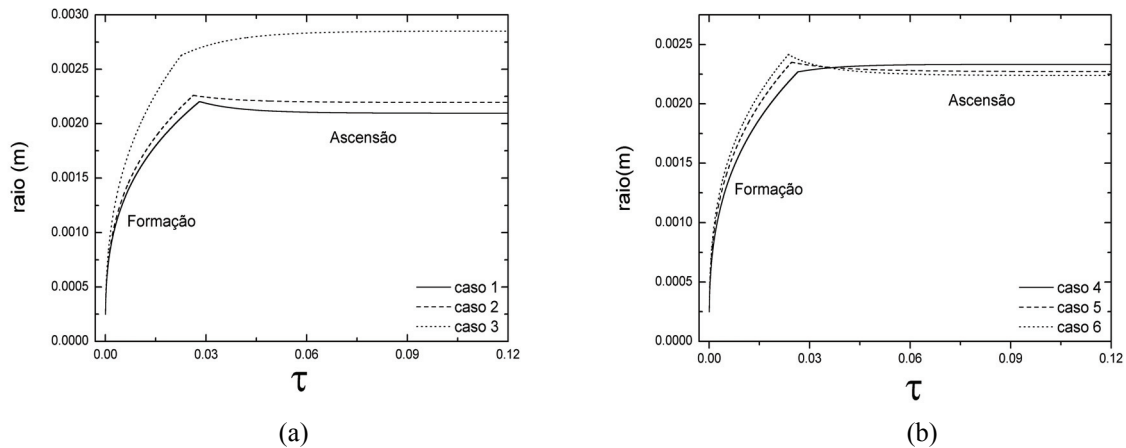 0.0030
0.0025
0.0020
0.0015
0.0010
0.0005
0.0000
raio (m)
Formação
Ascensão
caso 1
caso 2
caso 3
0.00 0.03 0.06 0.09 0.12
τ
(a)
0.0025
0.0020
0.0015
0.0010
0.0005
0.0000
raio(m)
Formação
Ascensão
caso 4
caso 5
caso 6
0.00 0.03 0.06 0.09 0.12
τ
(b)